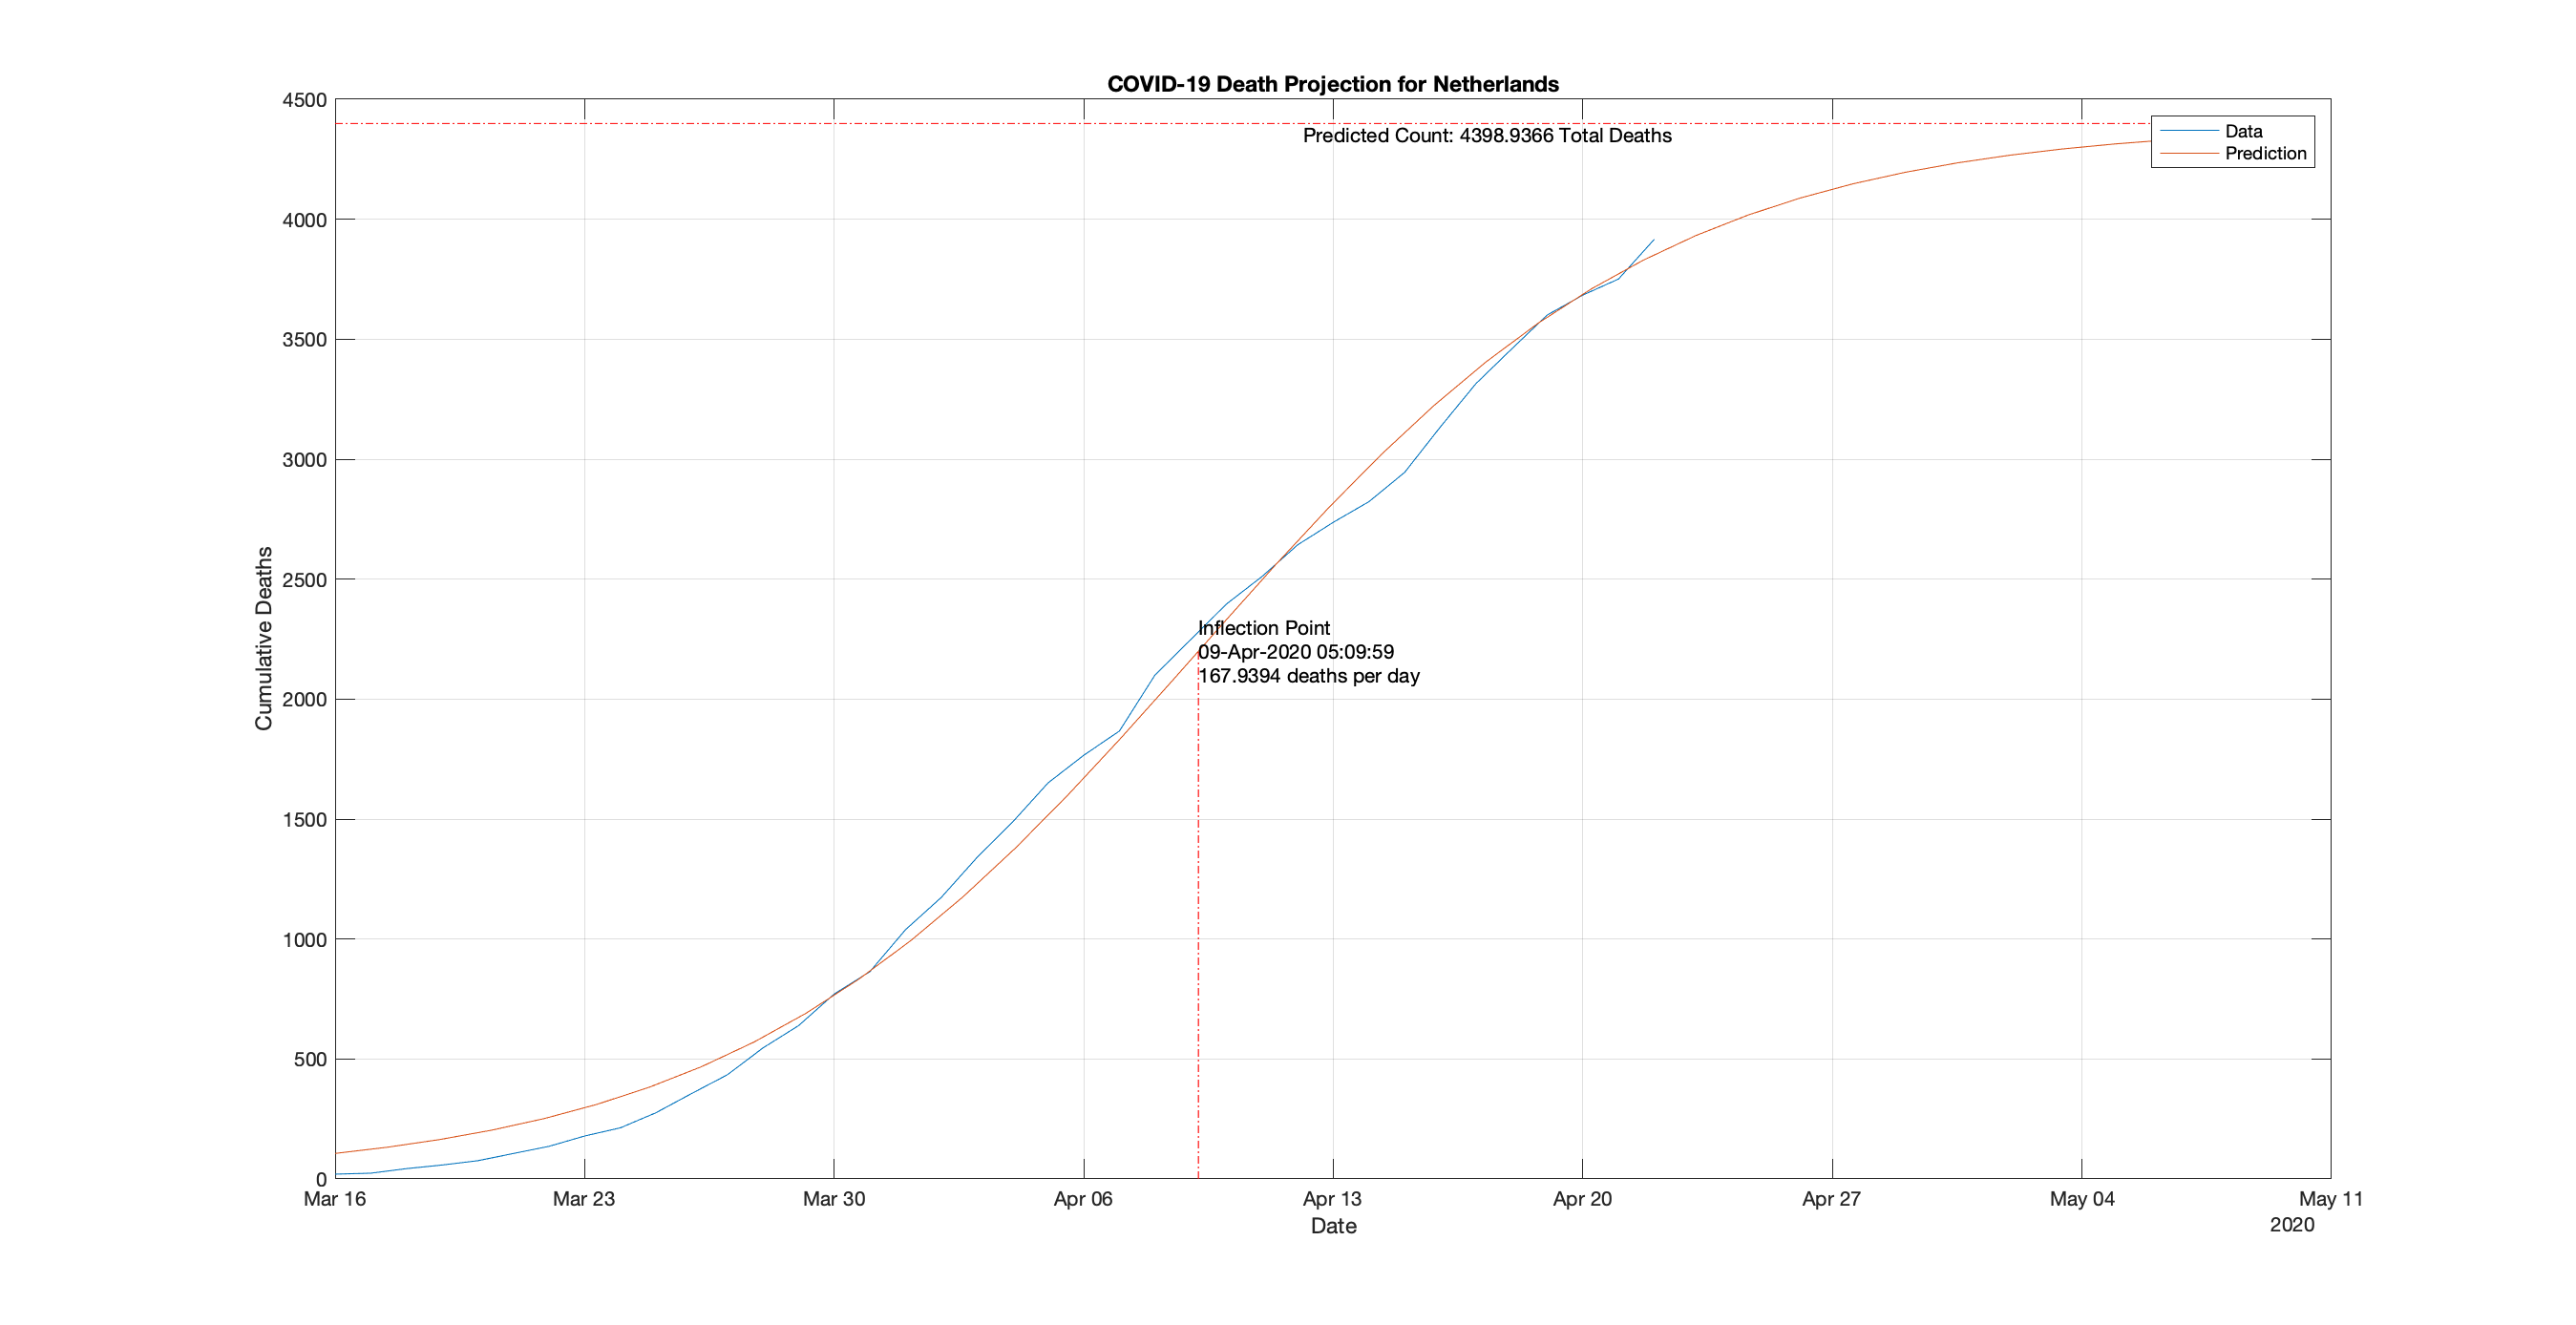 COVID-19 Death Projection for Netherlands
4500
Predicted Count: 4398.9366 Total Deaths
Data
Prediction
4000
3500
3000
2500
Inflection Point
09-Apr-2020 05:09:59
167.9394 deaths per day
2000
1500
1000
500
0
Cumulative Deaths
Mar 16 Mar 23 Mar 30 Apr 06 Apr 13 Apr 20 Apr 27 May 04 May 11
Date
2020